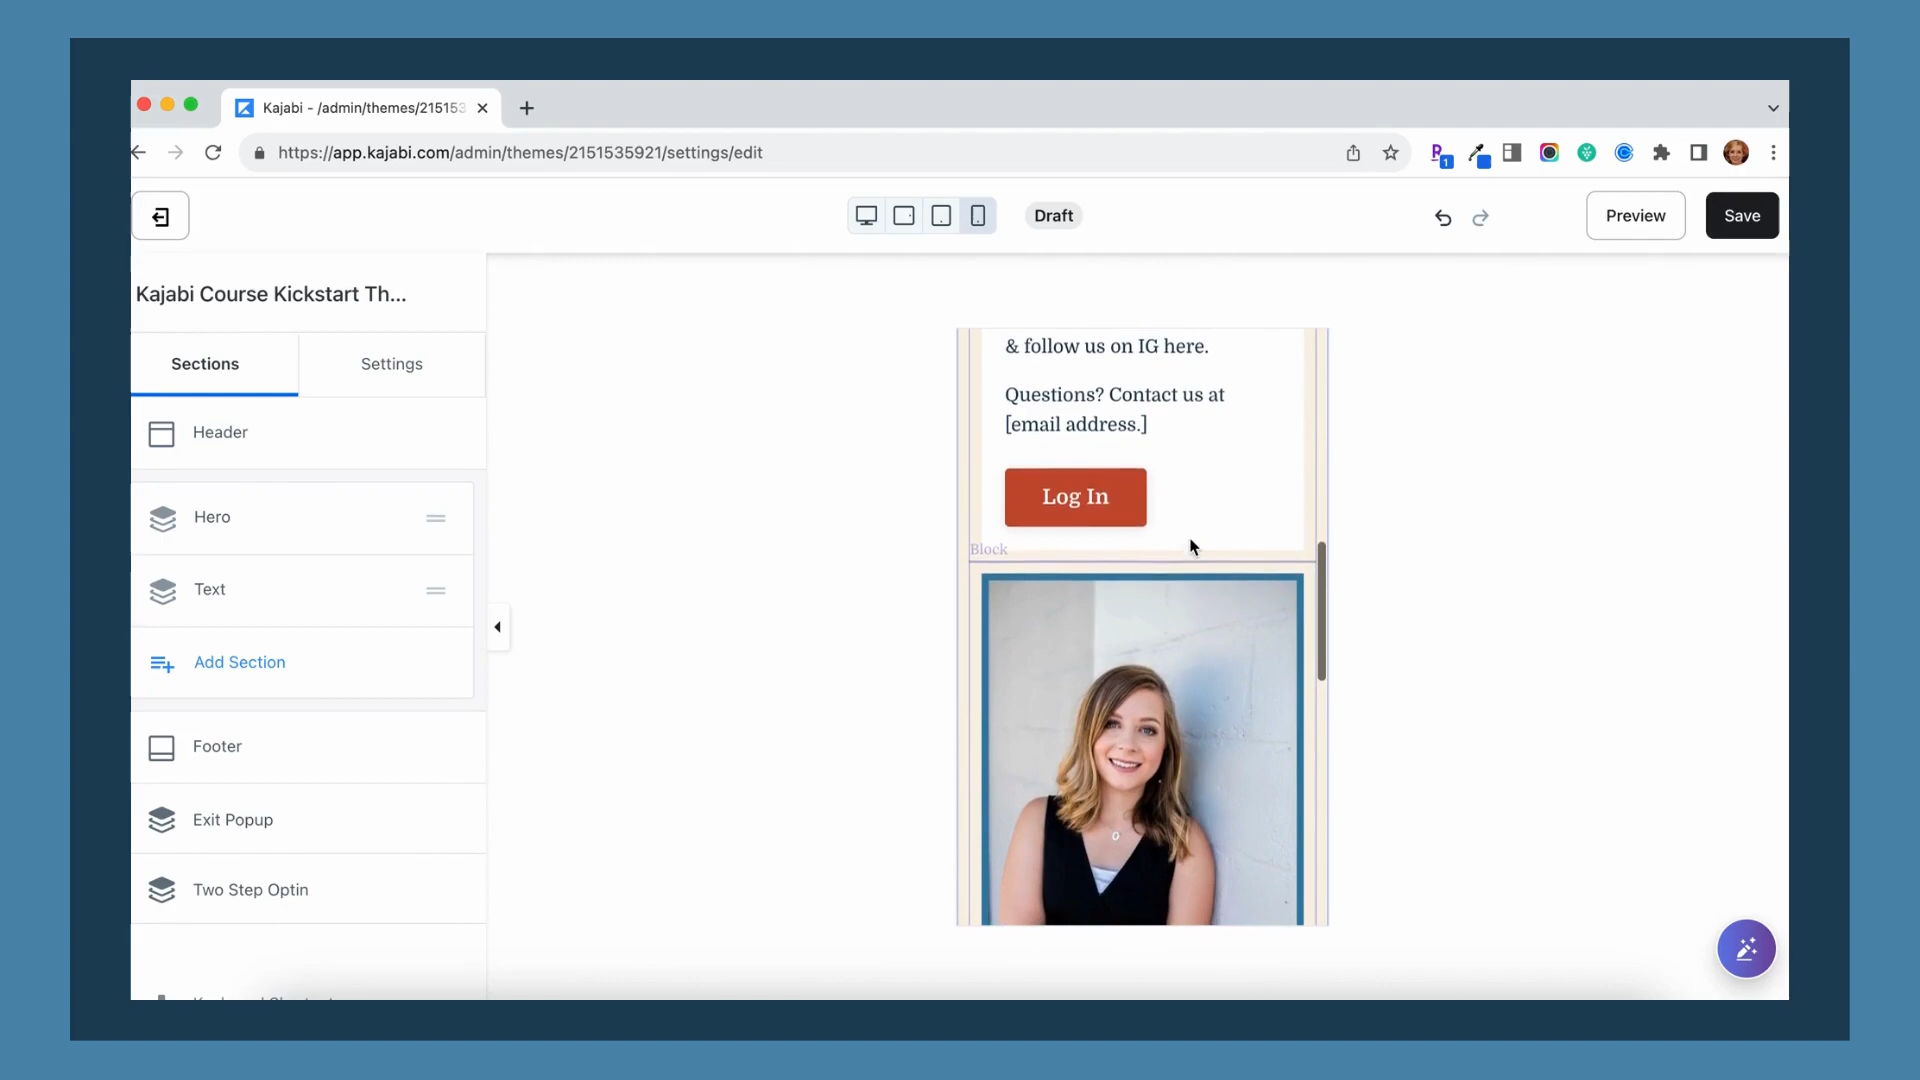 Kajabi - /admin/themes/215153
https://app.kajabi.com/admin/themes/2151535921/settings/edit
1
Draft
Preview
Save
Kajabi Course Kickstart Th...
Sections
Settings
Header
Hero
Text
Add Section
Footer
Exit Popup
Two Step Optin
& follow us on IG here.
Questions? Contact us at
[email address.]
Log In
Block